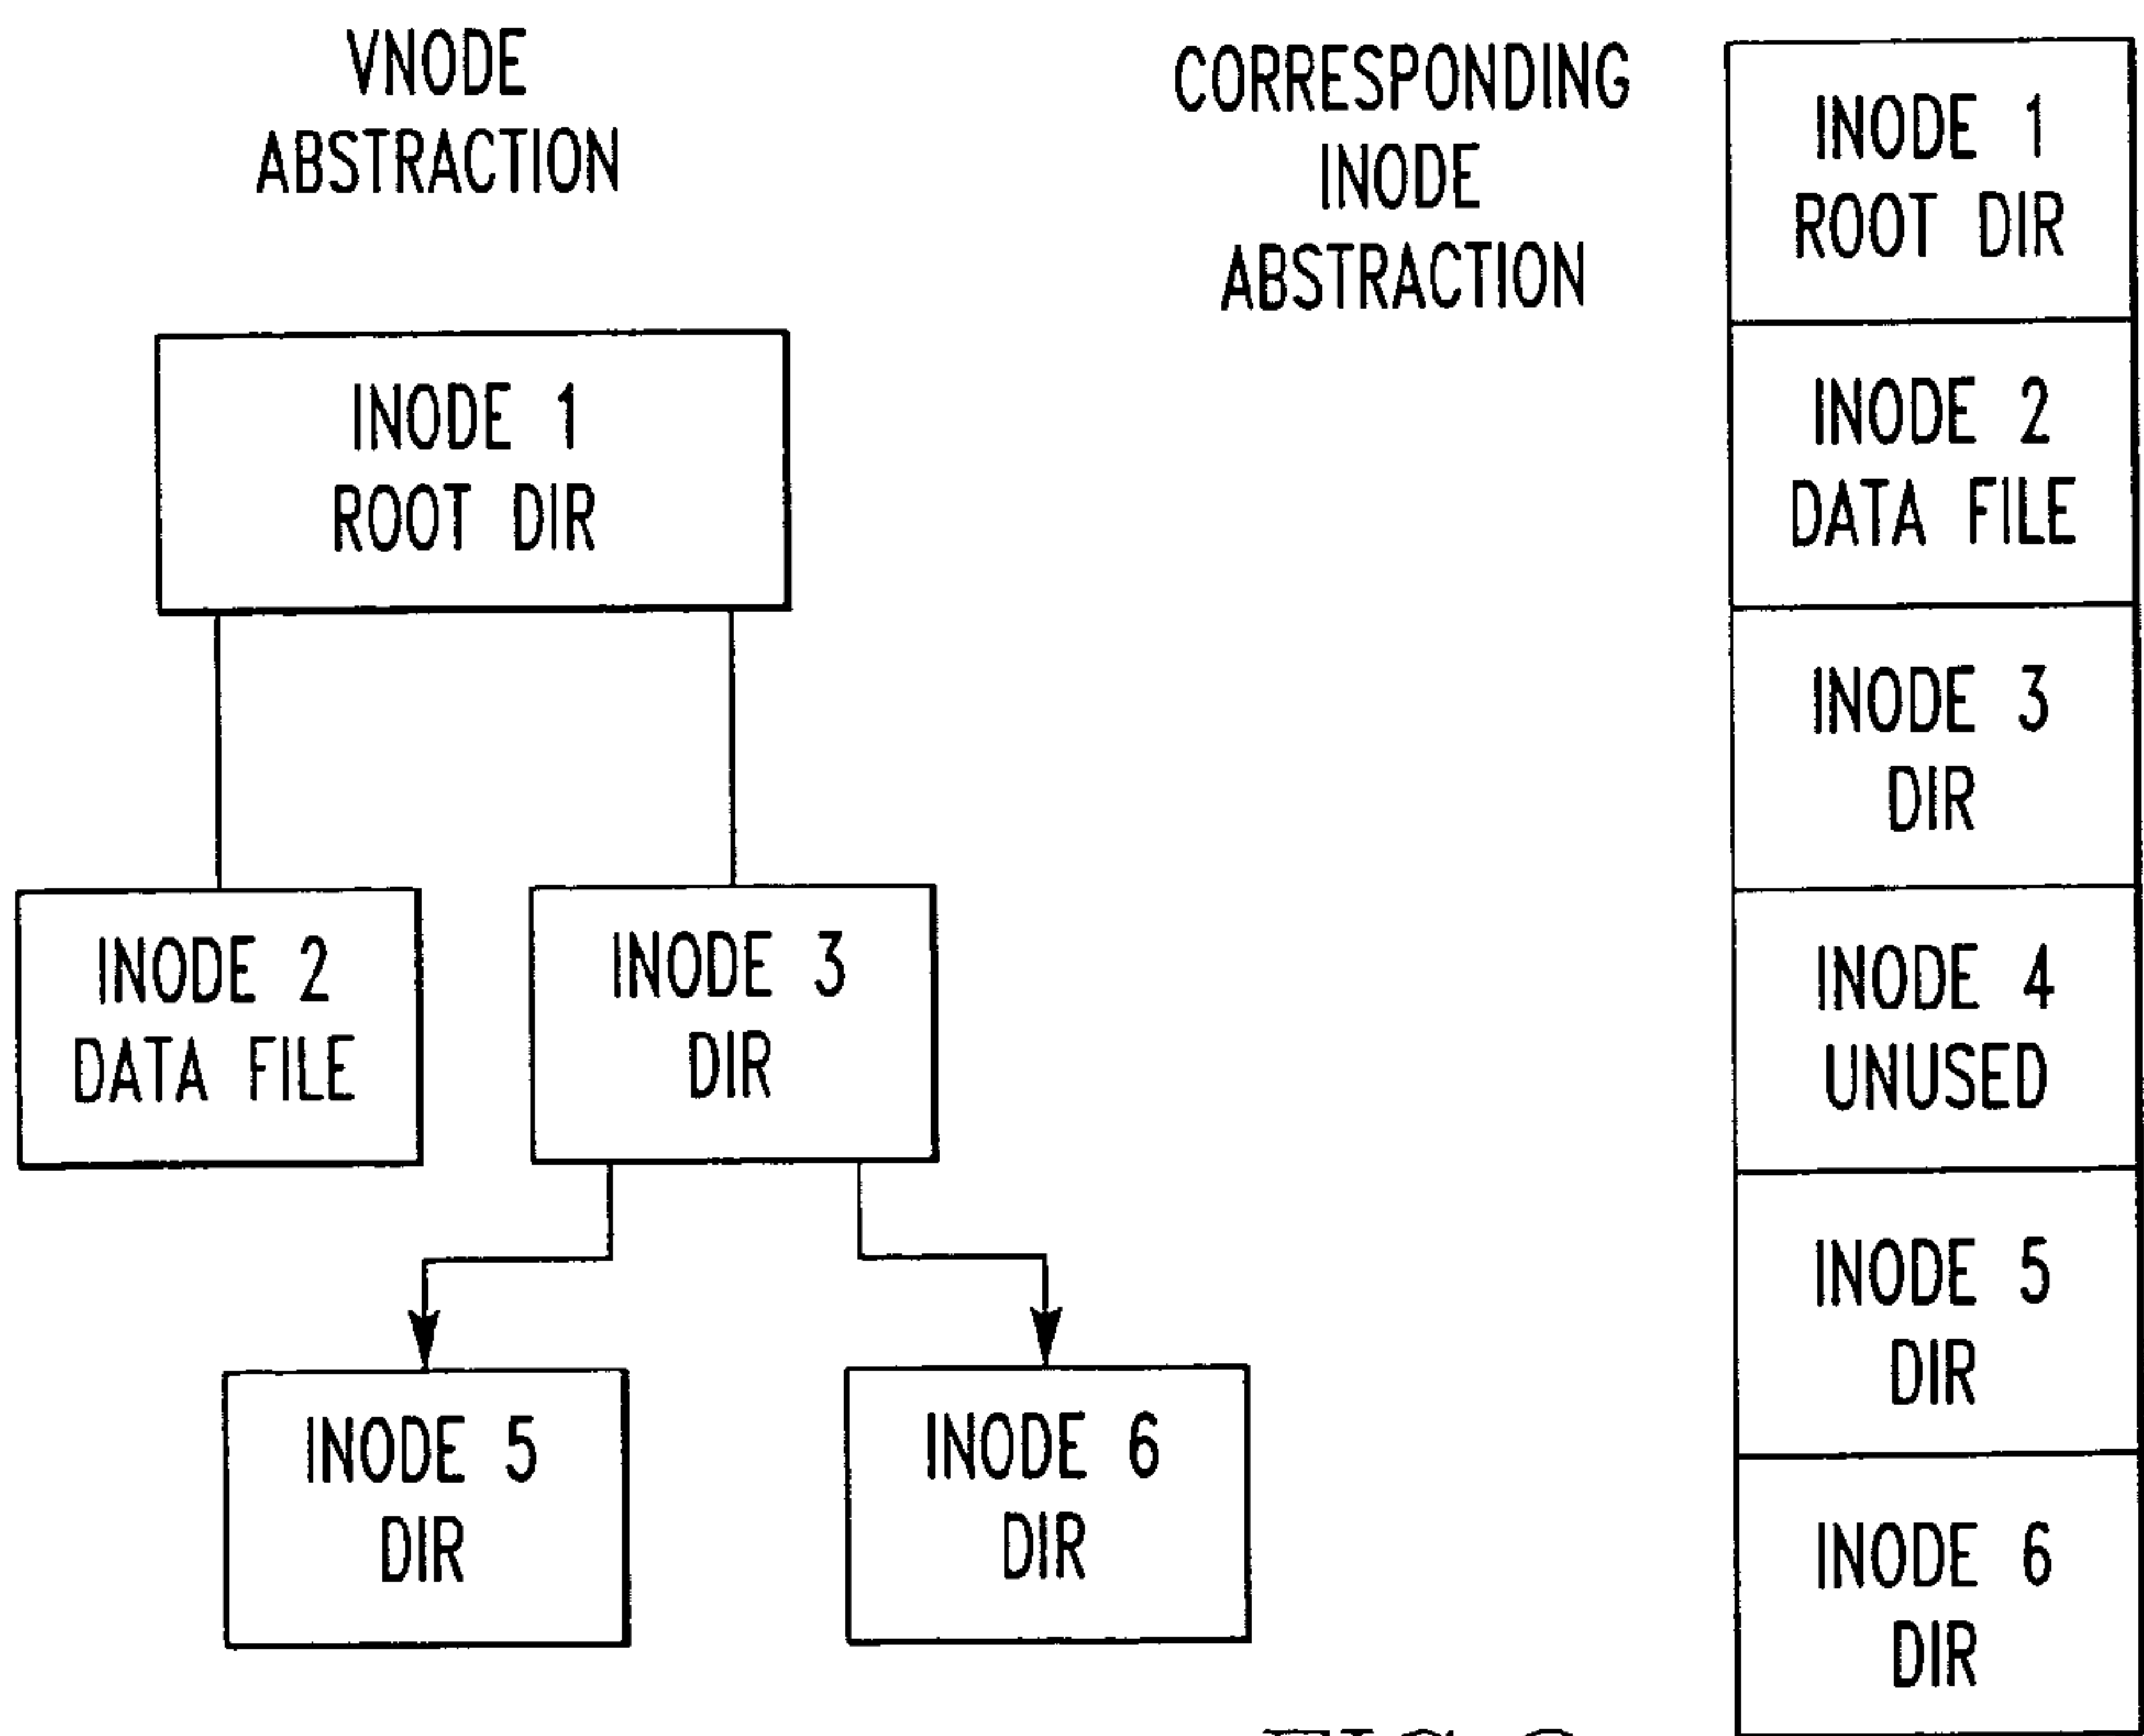 VNODE
ABSTRACTION
INODE 1
ROOT DIR
INODE 2
DATA FILE
INODE 3
DIR
INODE 5
DIR
INODE 6
DIR
CORRESPONDING
INODE
ABSTRACTION
INODE 1
ROOT DIR
INODE 2
DATA FILE
INODE 3
DIR
INODE 4
UNUSED
INODE 5
DIR
INODE 6
DIR